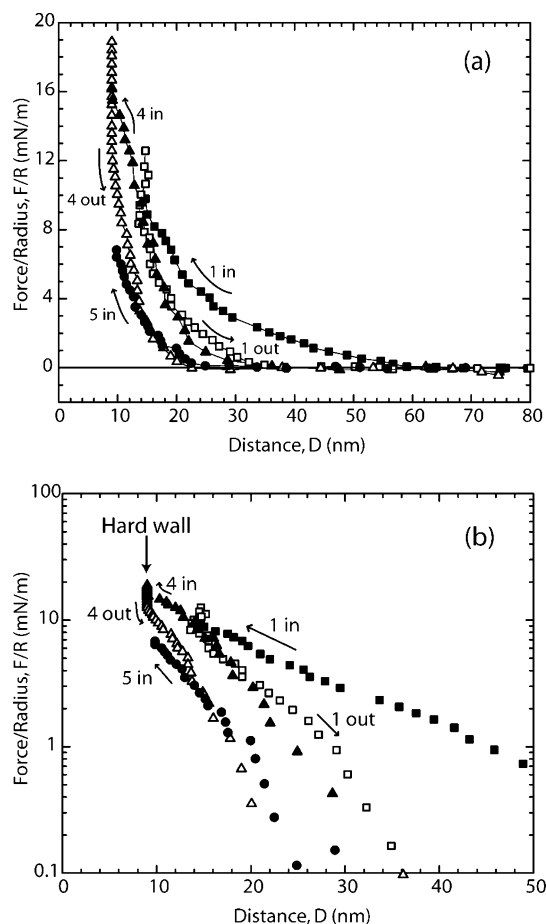 20
16
12
8
4
0
(a)
4 in
4 out
1 in
5 in
1 out
0 10 20 30 40 50 60 70 80
Force/Radius, F/R (mN/m)
Distance, D (nm)
100
10
1
0.1
(b)
Hard wall
4 in
1 in
4 out
5 in
1 out
0 10 20 30 40 50
Force/Radius, F/R (mN/m)
Distance, D (nm)